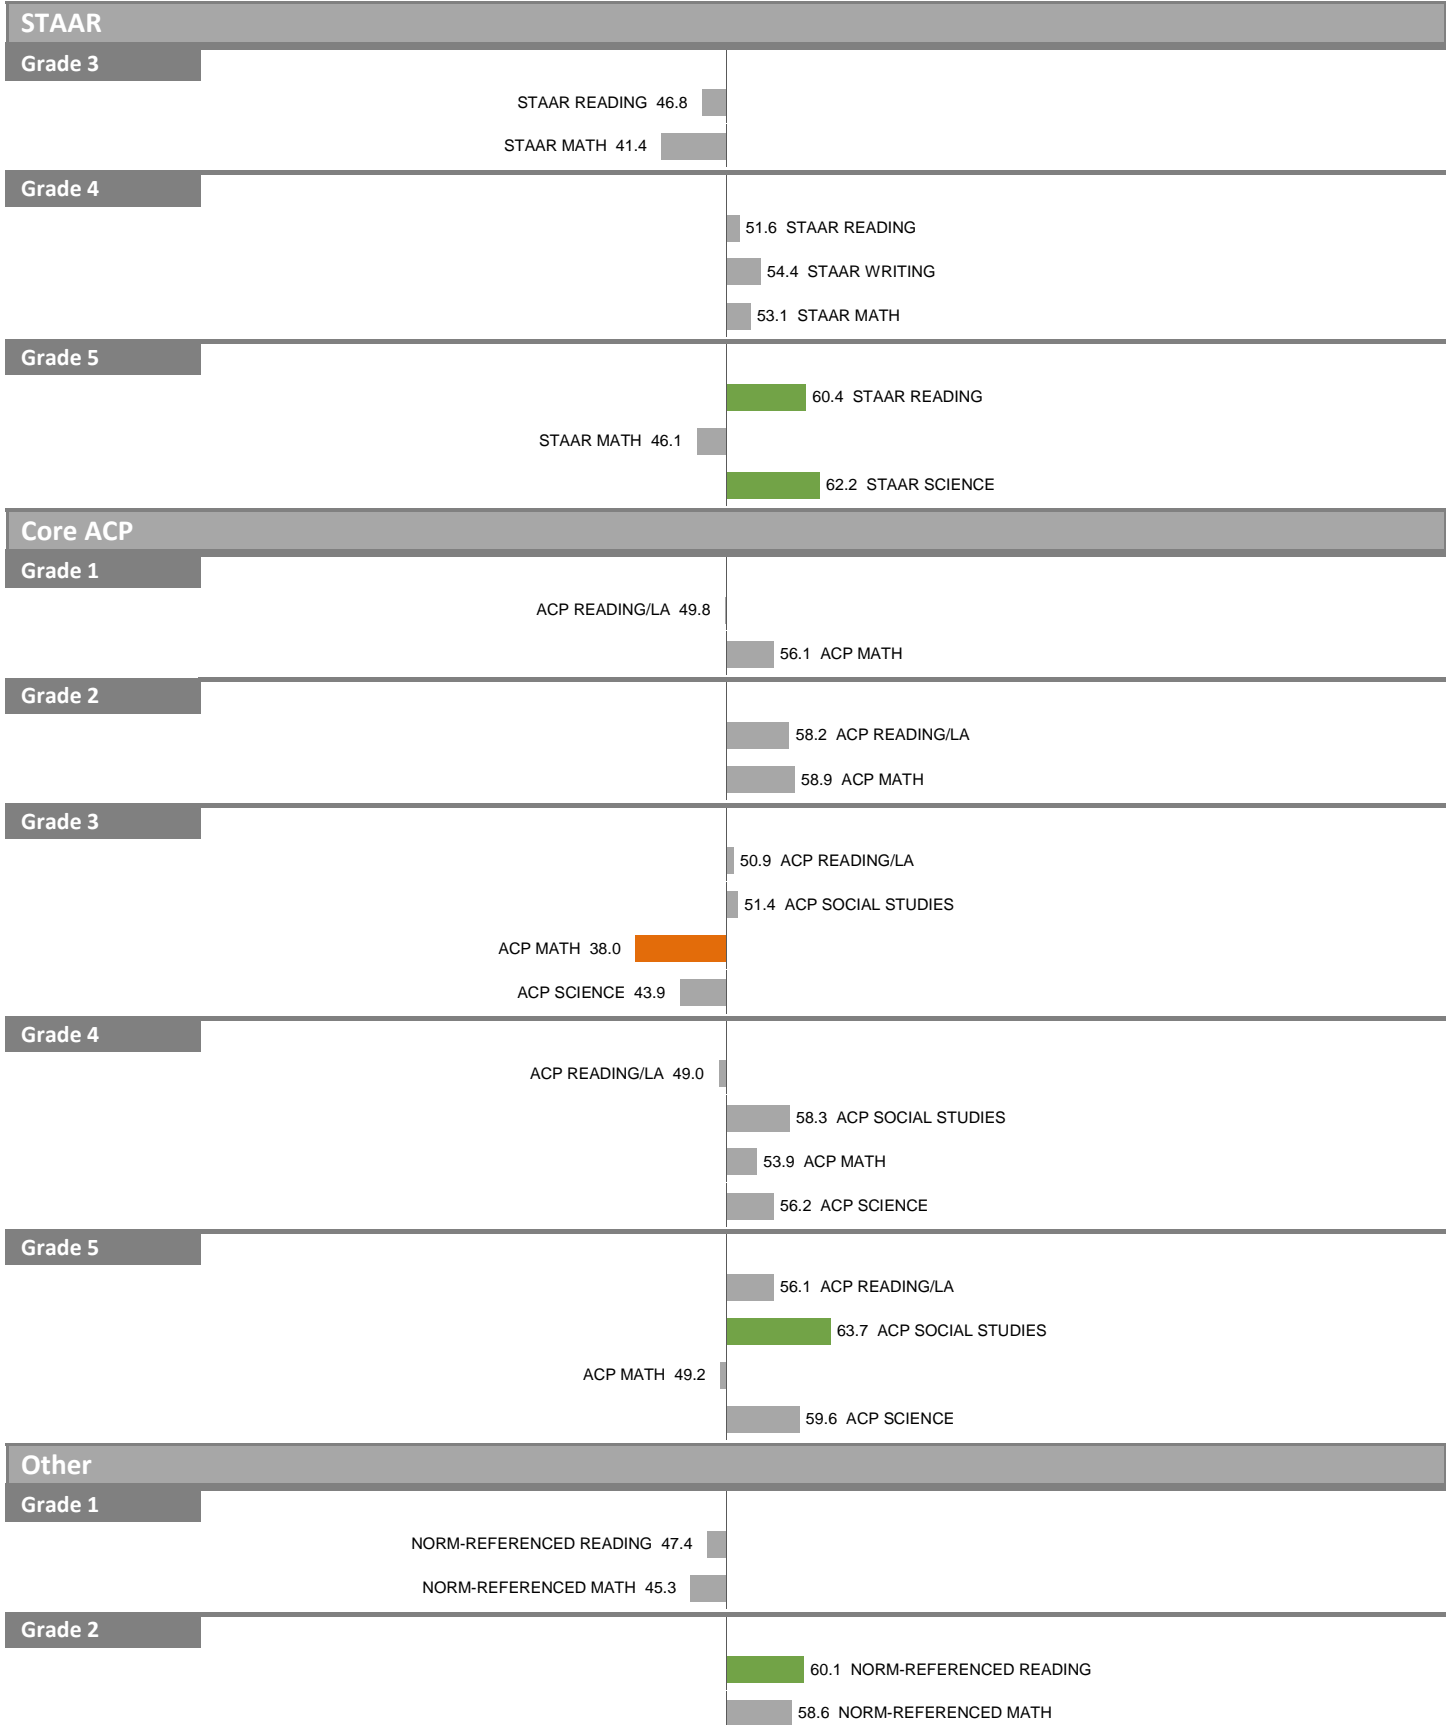 STAAR
Grade 3
STAAR READING 46.8
STAAR MATH 41.4
Grade 4
51.6 STAAR READING
54.4 STAAR WRITING
53.1 STAAR MATH
Grade 5
60.4 STAAR READING
STAAR MATH 46.1
62.2 STAAR SCIENCE
Core ACP
Grade 1
ACP READING/LA 49.8
56.1 ACP MATH
Grade 2
58.2 ACP READING/LA
58.9 ACP MATH
Grade 3
50.9 ACP READING/LA
51.4 ACP SOCIAL STUDIES
ACP MATH 38.0
ACP SCIENCE 43.9
Grade 4
ACP READING/LA 49.0
58.3 ACP SOCIAL STUDIES
53.9 ACP MATH
56.2 ACP SCIENCE
Grade 5
56.1 ACP READING/LA
63.7 ACP SOCIAL STUDIES
ACP MATH 49.2
59.6 ACP SCIENCE
Other
Grade 1
NORM-REFERENCED READING 47.4
NORM-REFERENCED MATH 45.3
Grade 2
60.1 NORM-REFERENCED READING
58.6 NORM-REFERENCED MATH